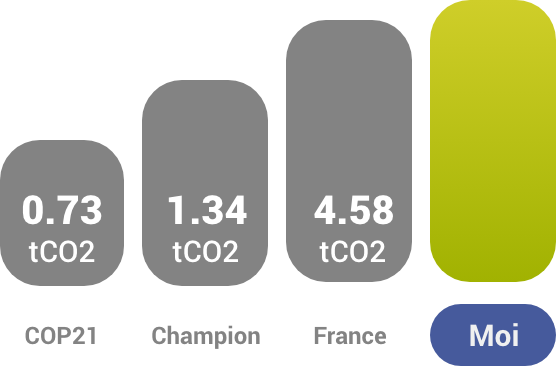 0.73
tCO2
1.34
tCO2
4.58
tCO2
COP21
Champion
France
Moi